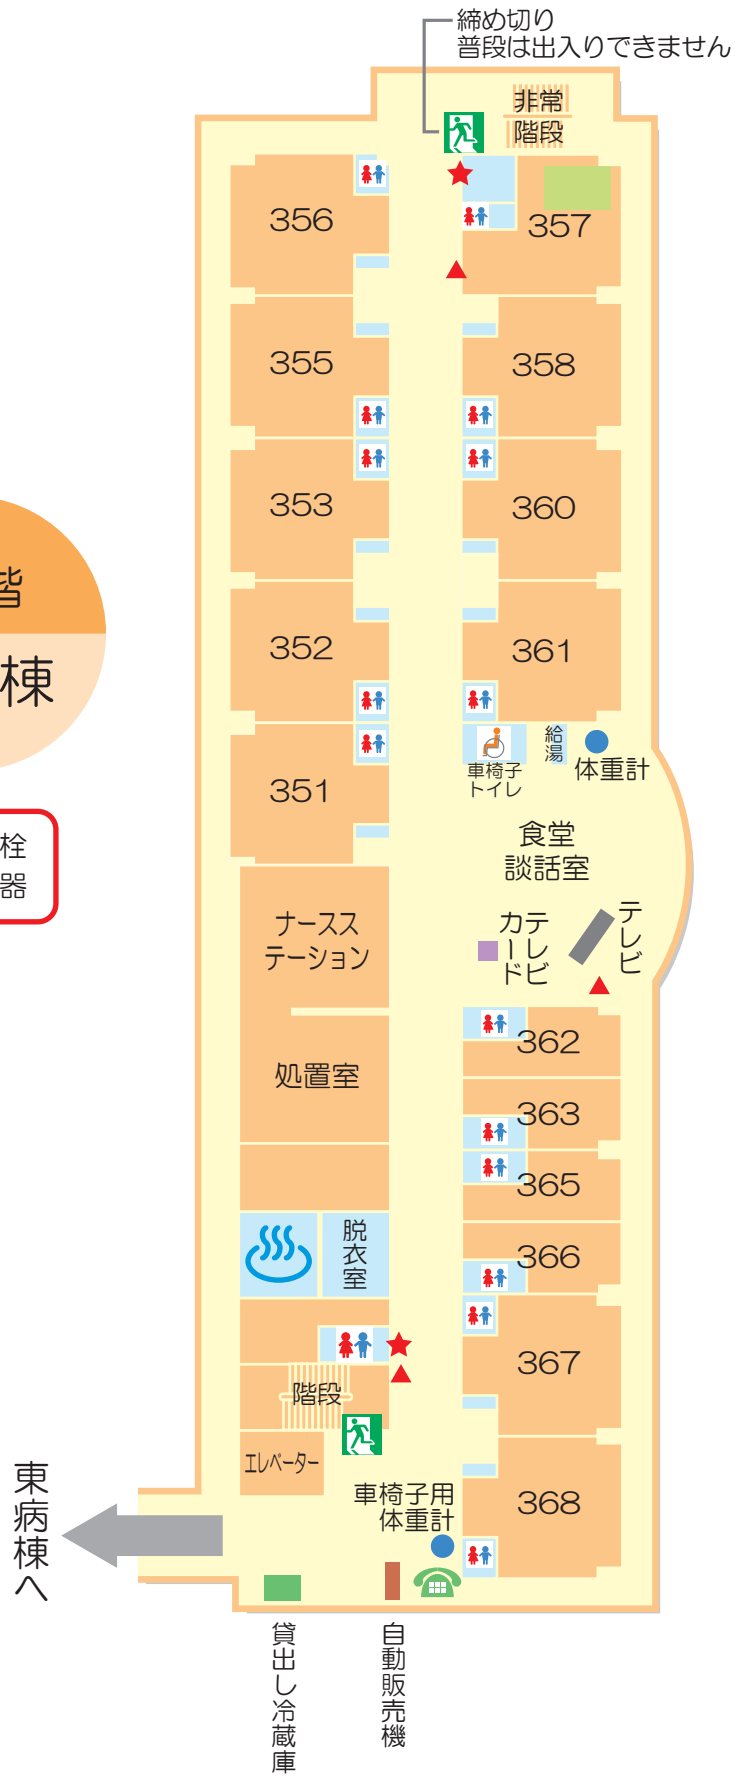 締め切り
普段は出入りできません
非常
階段
356
357
355
358
353
360
階
棟
352
361
給湯
体重計
車椅子
トイレ
351
栓
器
食堂
談話室
ナースス
テーション
テレビ
カード
テレビ
362
処置室
363
365
脱衣室
366
367
階段
エレベーター
車椅子用
体重計
368
東病棟へ
貸出し冷蔵庫
自動販売機